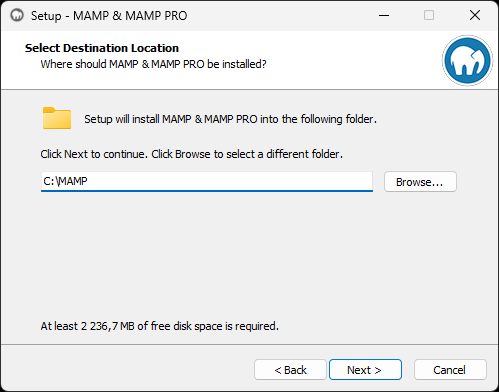 Setup - MAMP & MAMP PRO
Select Destination Location
Where should MAMP & MAMP PRO be installed?
Setup will install MAMP & MAMP PRO into the following folder.
Click Next to continue. Click Browse to select a different folder.
C:\MAMP
Browse...
At least 2 236,7 MB of free disk space is required.
< Back
Next >
Cancel